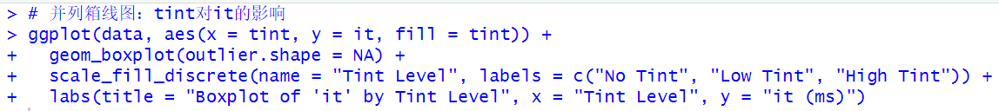 > # 并列箱线图：tint对it的影响
> ggplot(data, aes(x = tint, y = it, fill = tint)) +
+   geom_boxplot(outlier.shape = NA) +
+   scale_fill_discrete(name = "Tint Level", labels = c("No Tint", "Low Tint", "High Tint")) +
+   labs(title = "Boxplot of 'it' by Tint Level", x = "Tint Level", y = "it (ms)")